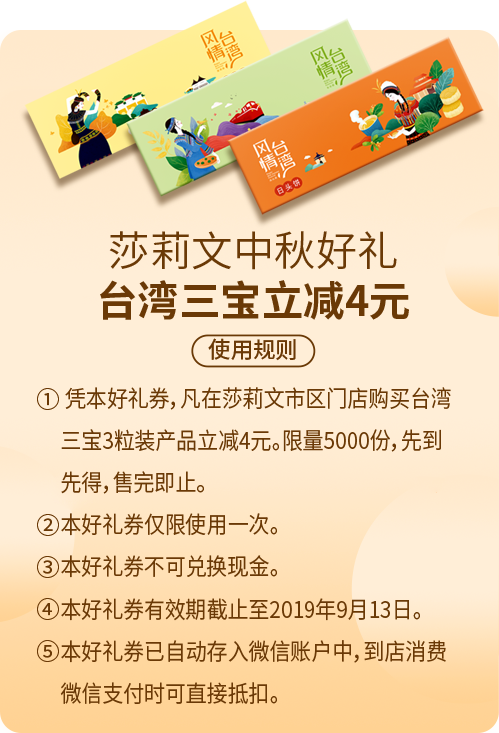 台湾风情
台湾风情
台湾风情
日头饼
莎莉文中秋好礼
台湾三宝立减4元
使用规则
① 凭本好礼券，凡在莎莉文市区门店购买台湾
三宝3粒装产品立减4元。限量5000份，先到
先得，售完即止。
②本好礼券仅限使用一次。
③本好礼券不可兑换现金。
④本好礼券有效期截止至2019年9月13日。
⑤本好礼券已自动存入微信账户中，到店消费
微信支付时可直接抵扣。